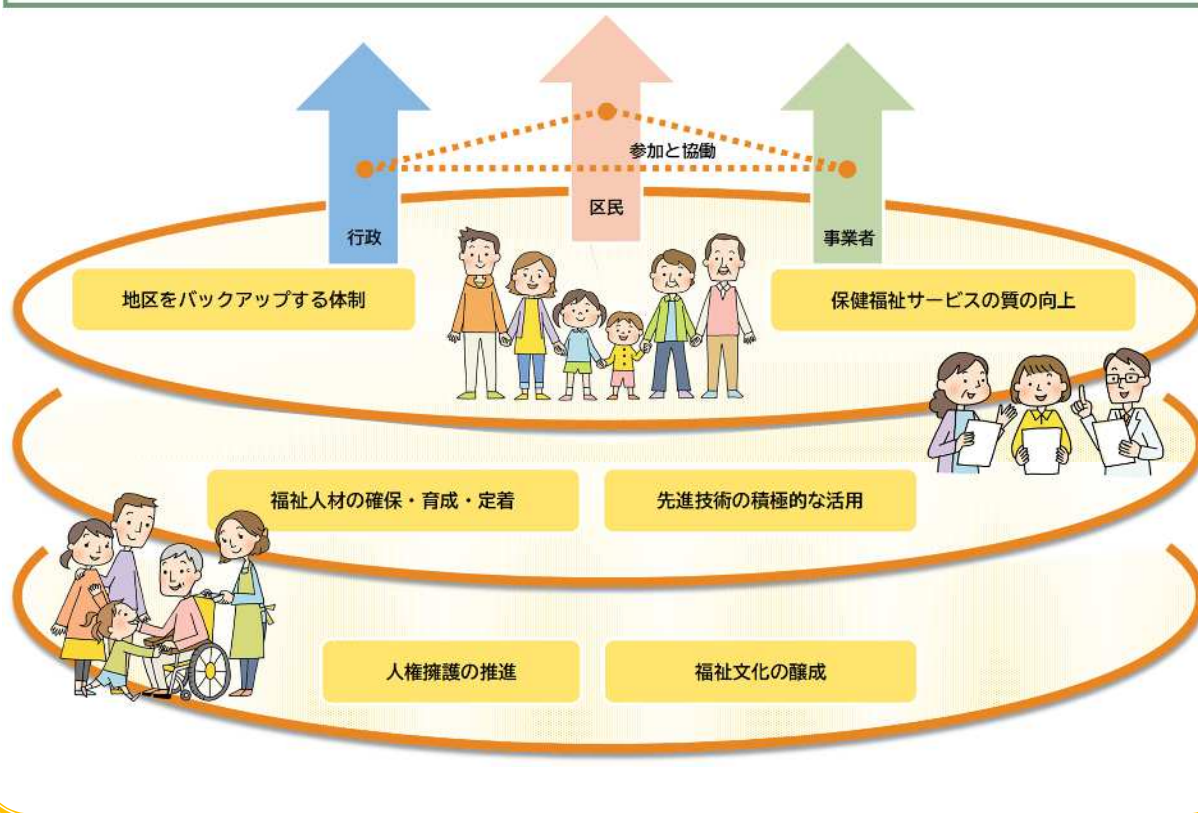 参加と協働
区民
行政
事業者
地区をバックアップする体制
保健福祉サービスの質の向上
福祉人材の確保・育成・定着
先進技術の積極的な活用
人権擁護の推進
福祉文化の醸成